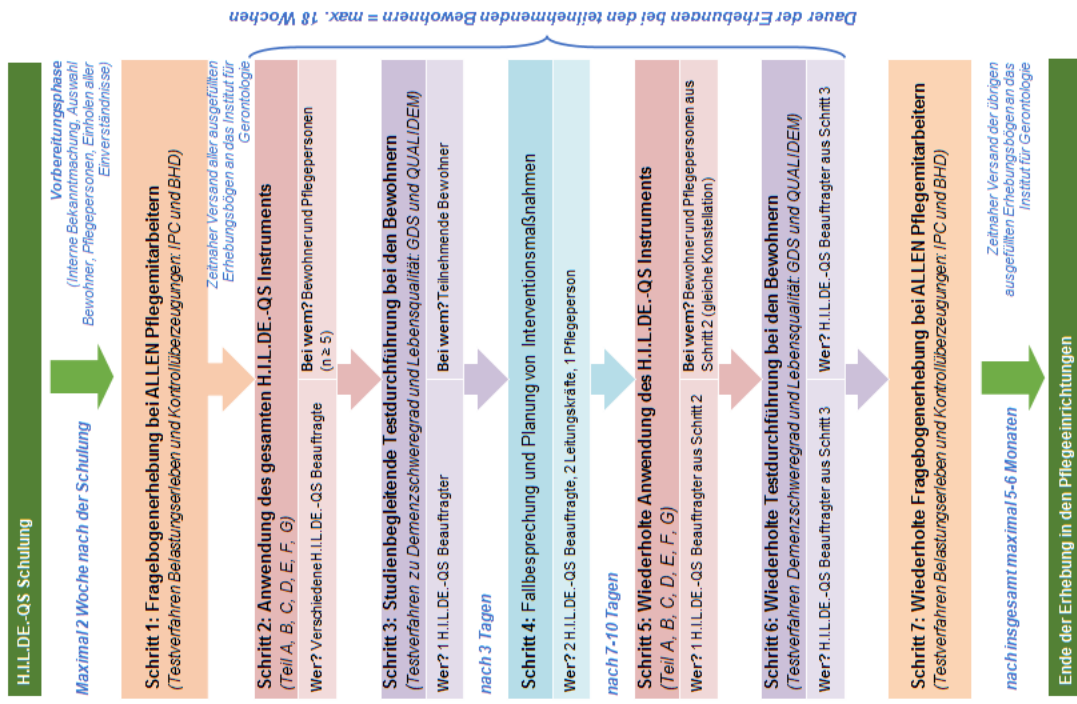 H.I.L.DE.-QS Schulung
Maximal 2 Woche nach der Schulung
Vorbereitungsphase
(Interne Bekanntmachung, Auswahl
Bewohner, Pflegepersonen, Einholen aller
Einverständnisse)
Schritt 1: Fragebogenerhebung bei ALLEN Pflegemitarbeitern
(Testverfahren Belastungserleben und Kontrollüberzeugungen: IPC und BHD)
Zeitnaher Versand aller ausgefüllten
Erhebungsbögen an das Institut für
Gerontologie
Schritt 2: Anwendung des gesamten H.I.L.DE.-QS Instruments
(Teil A, B, C, D, E, F, G)
Wer? Verschiedene H.I.L.DE.-QS Beauftragte
Bei wem? Bewohner und Pflegepersonen
(n ≥ 5)
Schritt 3: Studienbegleitende Testdurchführung bei den Bewohnern
(Testverfahren zu Demenzschweregrad und Lebensqualität: GDS und QUALIDEM)
Wer? 1 H.I.L.DE.-QS Beauftragter
Bei wem? Teilnehmende Bewohner
nach 3 Tagen
Schritt 4: Fallbesprechung und Planung von Interventionsmaßnahmen
Wer? 2 H.I.L.DE.-QS Beauftragte, 2 Leitungskräfte, 1 Pflegeperson
nach 7-10 Tagen
Schritt 5: Wiederholte Anwendung des H.I.L.DE.-QS Instruments
(Teil A, B, C, D, E, F, G)
Wer? 1 H.I.L.DE.-QS Beauftragter aus Schritt 2
Bei wem? Bewohner und Pflegepersonen aus
Schritt 2 (gleiche Konstellation)
Schritt 6: Wiederholte Testdurchführung bei den Bewohnern
(Testverfahren Demenzschweregrad und Lebensqualität: GDS und QUALIDEM)
Wer? H.I.L.DE.-QS Beauftragter aus Schritt 3
Wer? H.I.L.DE.-QS Beauftragter aus Schritt 3
Dauer der Erhebungen bei den teilnehmenden Bewohnern = max. 18 Wochen
Schritt 7: Wiederholte Fragebogenerhebung bei ALLEN Pflegemitarbeitern
(Testverfahren Belastungserleben und Kontrollüberzeugungen: IPC und BHD)
nach insgesamt maximal 5-6 Monaten
Zeitnaher Versand der übrigen
ausgefüllten Erhebungsbögen an das
Institut für Gerontologie
Ende der Erhebung in den Pflegeeinrichtungen